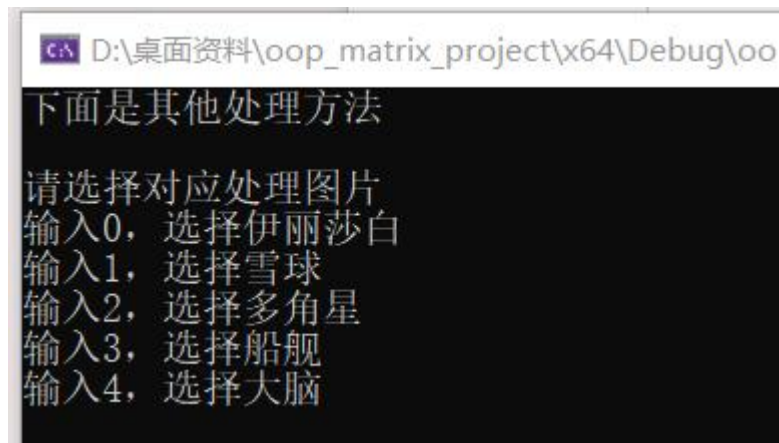 D:\桌面资料\oop_matrix_project\x64\Debug\oo
下面是其他处理方法
请选择对应处理图片
输入0，选择伊丽莎白
输入1，选择雪球
输入2，选择多角星
输入3，选择船舰
输入4，选择大脑